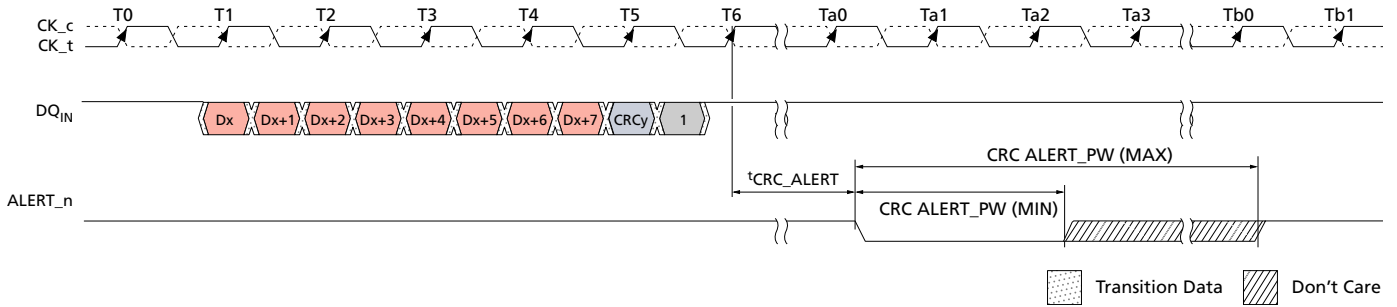 T0 T1 T2 T3 T4 T5 T6 Ta0 Ta1 Ta2 Ta3 Tb0 Tb1
CK_c
CK_t
DQIN
Dx Dx+1 Dx+2 Dx+3 Dx+4 Dx+5 Dx+6 Dx+7 CRCy 1
CRC ALERT_PW (MAX)
tCRC_ALERT
ALERT_n
CRC ALERT_PW (MIN)
Transition Data Don't Care